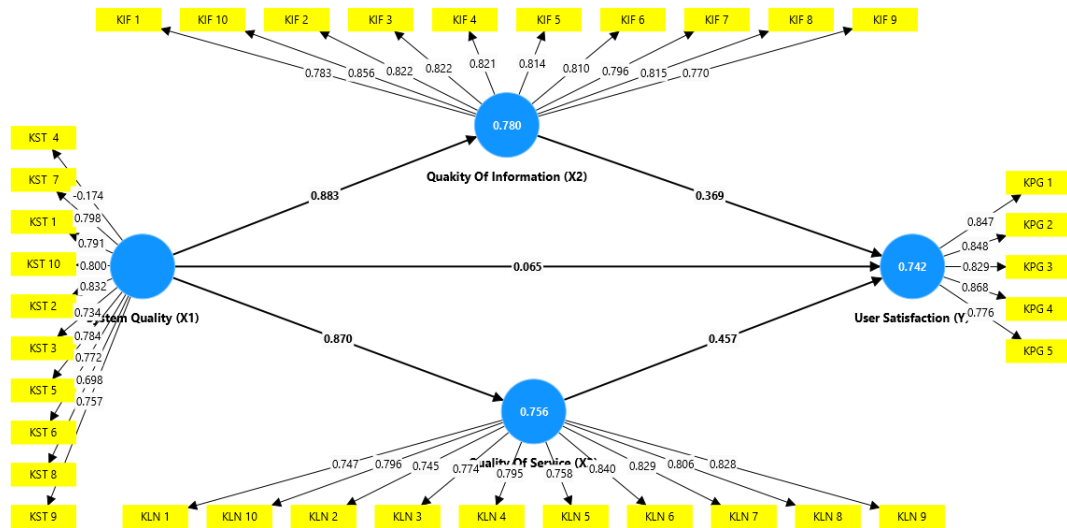 KIF 1 KIF 10 KIF 2 KIF 3 KIF 4 KIF 5 KIF 6 KIF 7 KIF 8 KIF 9
0.783 0.856 0.822 0.822 0.821 0.814 0.810 0.796 0.815 0.770
0.780
Quakity Of Information (X2)
KST 4
KST 7
KST 1
KST 10
KST 2
KST 3
KST 5
KST 6
KST 8
KST 9
-0.174
0.798
0.791
0.800
0.832
0.734
0.784
0.772
0.698
0.757
Quality (X1)
0.883
0.369
0.065
0.870
0.457
0.742
User Satisfaction (Y
KPG 1
KPG 2
KPG 3
KPG 4
KPG 5
0.847
0.848
0.829
0.868
0.776
0.756
Quality Of Service
0.747 0.796 0.745 0.774 0.795 0.758 0.840 0.829 0.806 0.828
KLN 1 KLN 10 KLN 2 KLN 3 KLN 4 KLN 5 KLN 6 KLN 7 KLN 8 KLN 9